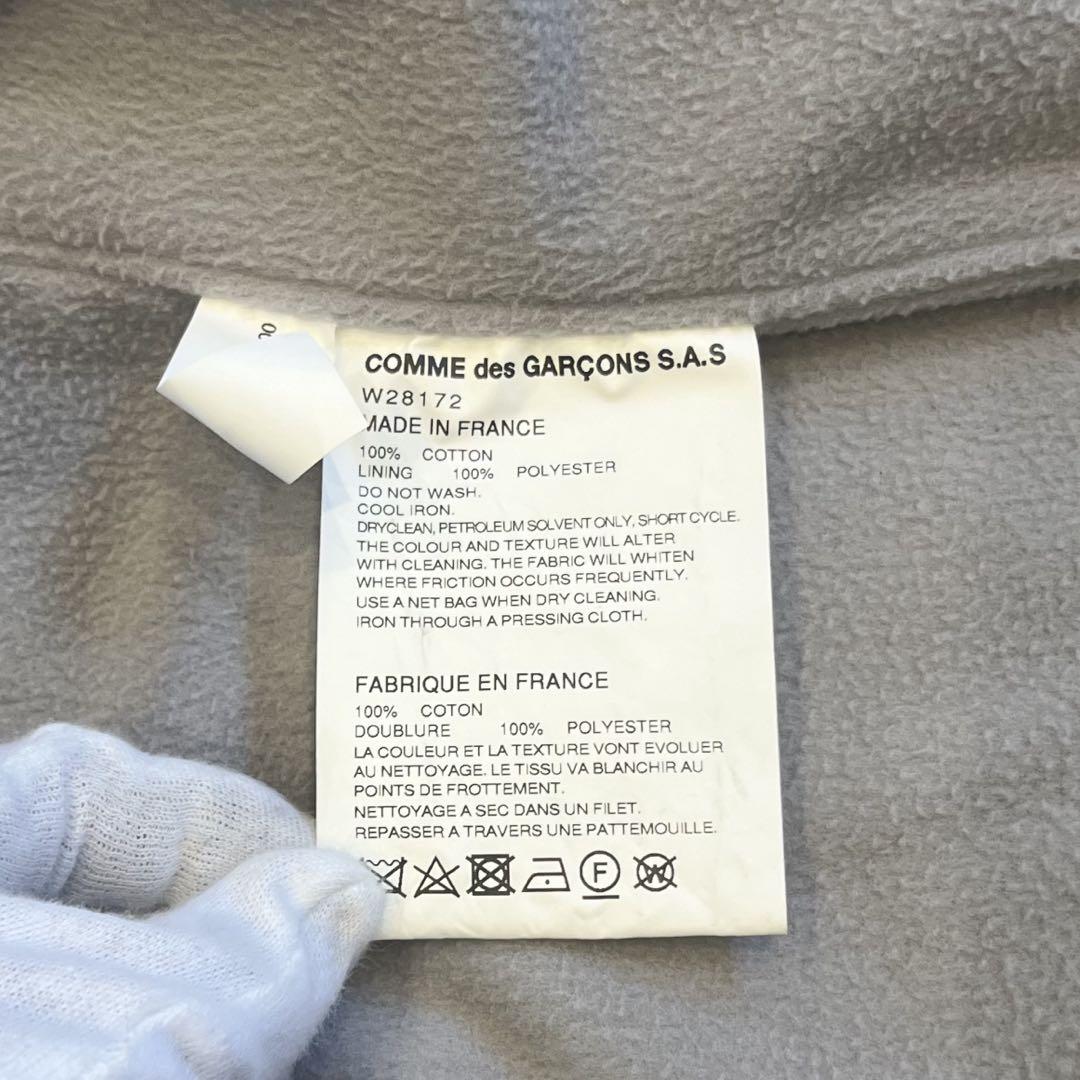 COMME des GARÇONS S.A.S
W28172
MADE IN FRANCE
100% COTTON
LINING 100% POLYESTER
DO NOT WASH.
COOL IRON.
DRYCLEAN, PETROLEUM SOLVENT ONLY, SHORT CYCLE.
THE COLOUR AND TEXTURE WILL ALTER
WITH CLEANING. THE FABRIC WILL WHITEN
WHERE FRICTION OCCURS FREQUENTLY.
USE A NET BAG WHEN DRY CLEANING.
IRON THROUGH A PRESSING CLOTH.
FABRIQUE EN FRANCE
100% COTON
DOUBLURE 100% POLYESTER
LA COULEUR ET LA TEXTURE VONT EVOLUER
AU NETTOYAGE. LE TISSU VA BLANCHIR AU
POINTS DE FROTTEMENT.
NETTOYAGE A SEC DANS UN FILET.
REPASSER A TRAVERS UNE PATTEMOUILLE.
F W